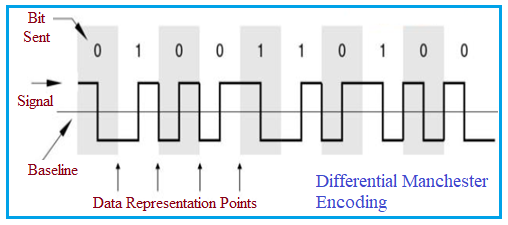 Bit
Sent
0 1 0 0 1 1 0 1 0 0
Signal
Baseline
Data Representation Points
Differential Manchester
Encoding